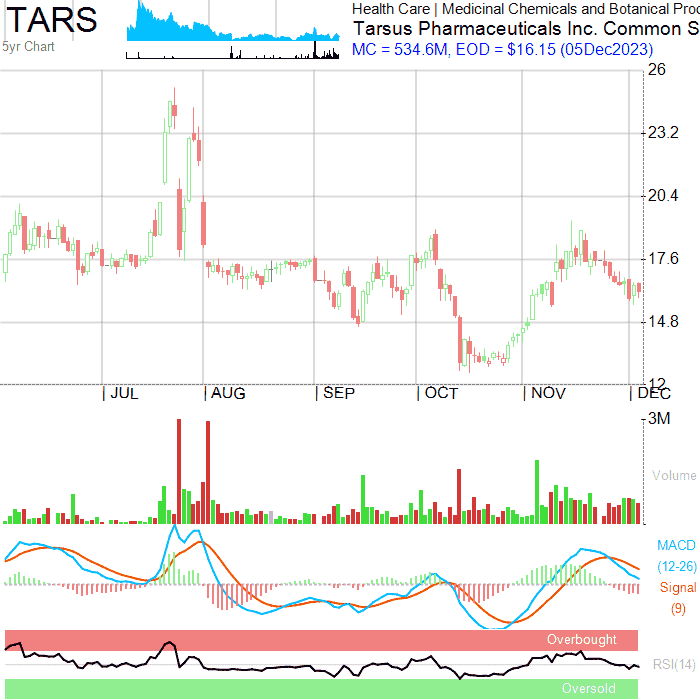 TARS
5yr Chart
Health Care | Medicinal Chemicals and Botanical Proc
Tarsus Pharmaceuticals Inc. Common S
MC = 534.6M, EOD = $16.15 (05Dec2023)
26
23.2
20.4
17.6
14.8
12
| JUL | AUG | SEP | OCT | NOV | DEC
3M
Volume
MACD
(12-26)
Signal
(9)
Overbought
RSI(14)
Oversold